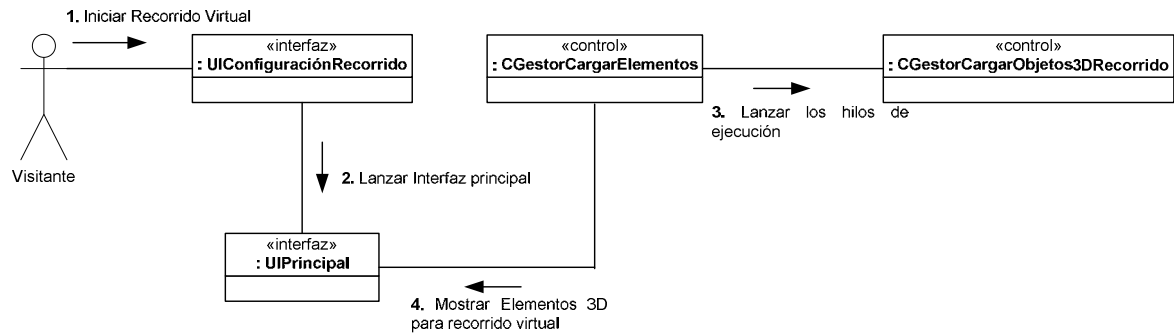 1. Iniciar Recorrido Virtual
«interfaz»
: UIConfiguraciónRecorrido
«control»
: CGestorCargarElementos
«control»
: CGestorCargarObjetos3DRecorrido
3. Lanzar los hilos de
ejecución
Visitante
2. Lanzar Interfaz principal
«interfaz»
: UIPrincipal
4. Mostrar Elementos 3D
para recorrido virtual